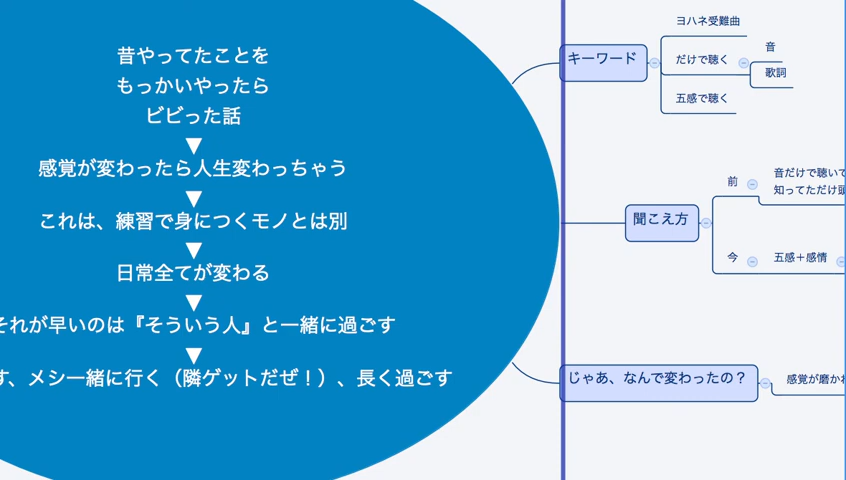 昔やってたことを
もっかいやったら
ビビった話
▼
感覚が変わったら人生変わっちゃう
▼
これは、練習で身につくモノとは別
▼
日常全てが変わる
▼
それが早いのは『そういう人』と一緒に過ごす
▼
す、メシ一緒に行く（隣ゲットだぜ！）、長く過ごす
キーワード
ヨハネ受難曲
だけで聴く
音
歌詞
五感で聴く
聞こえ方
前
音だけで聴いて
知ってただけ
今
五感＋感情
じゃあ、なんで変わったの？
感覚が磨か